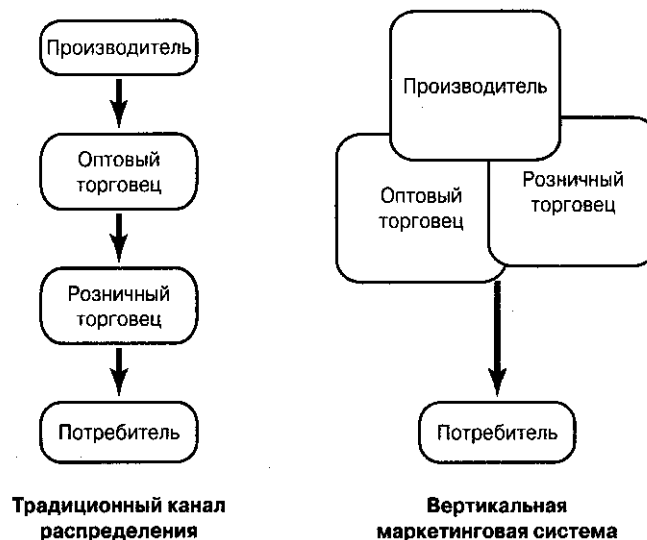 Производитель
Оптовый
торговец
Розничный
торговец
Потребитель
Традиционный канал
распределения
Производитель
Оптовый
торговец
Розничный
торговец
Потребитель
Вертикальная
маркетинговая система